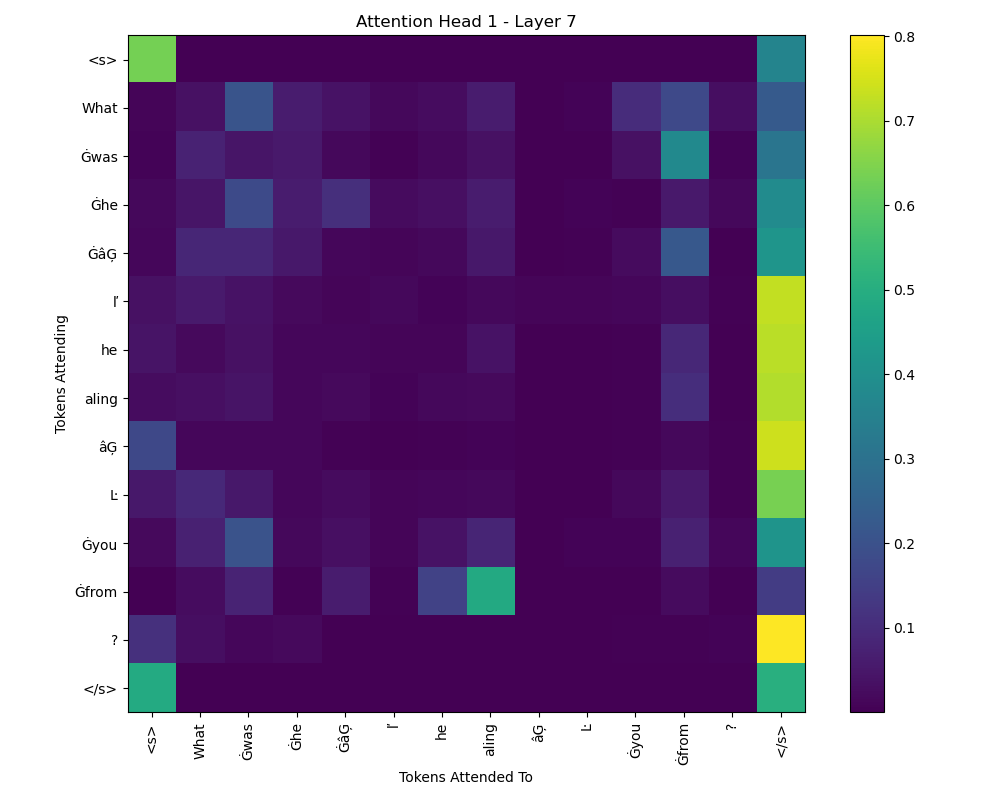 Attention Head 1 - Layer 7
Tokens Attending
<s>
What
Ġwas
Ġhe
ĠâĢ
ľ
he
aling
âĢ
Ŀ
Ġyou
Ġfrom
?
</s>
<s>
What
Ġwas
Ġhe
ĠâĢ
ľ
he
aling
âĢ
Ŀ
Ġyou
Ġfrom
?
</s>
Tokens Attended To
0.8
0.7
0.6
0.5
0.4
0.3
0.2
0.1